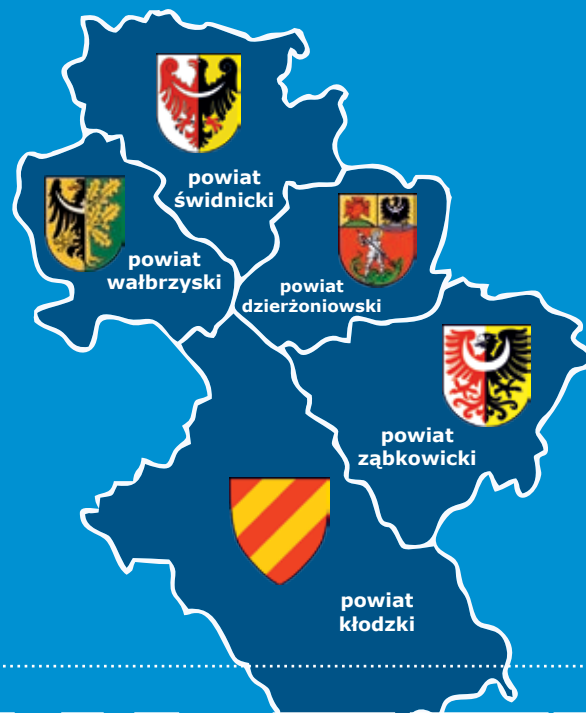 powiat
świdnicki
powiat
wałbrzyski
powiat
dzierżoniowski
powiat
ząbkowicki
powiat
kłodzki